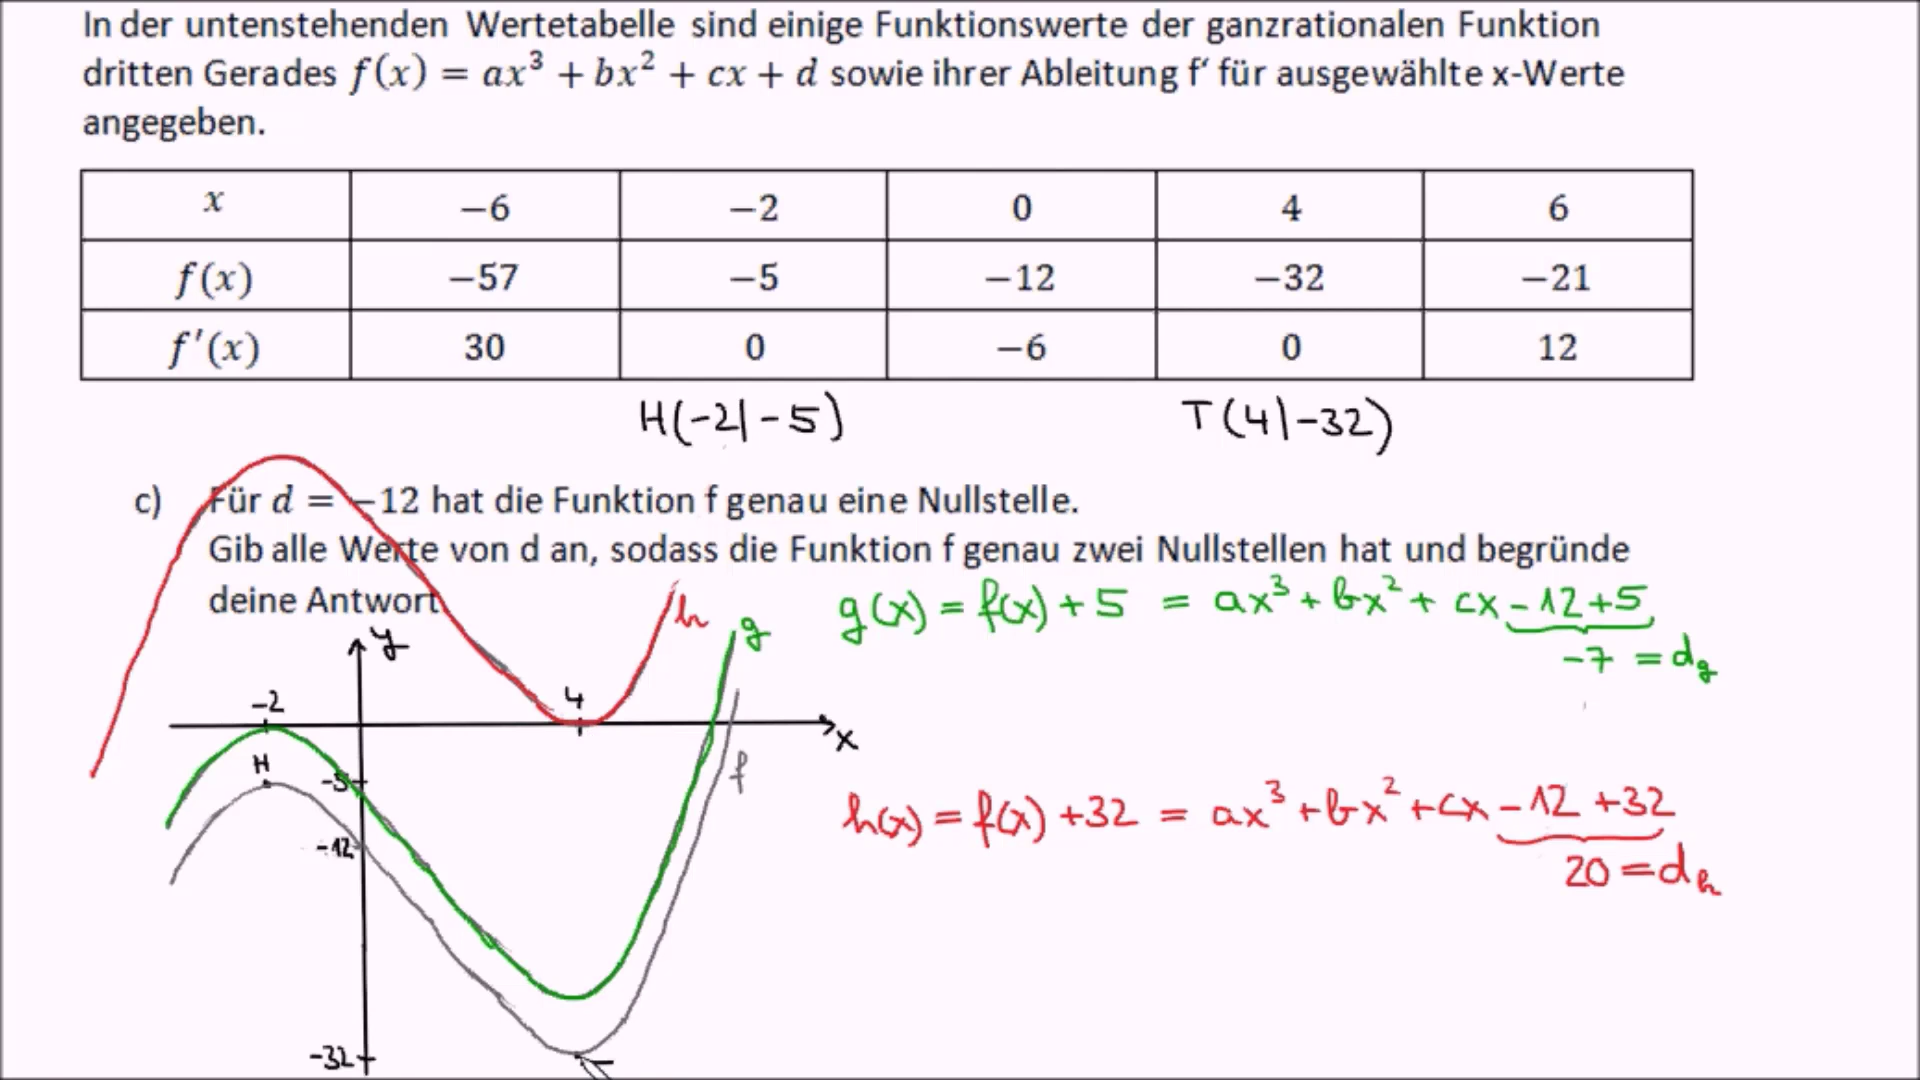 In der untenstehenden Wertetabelle sind einige Funktionswerte der ganzrationalen Funktion
dritten Gerades f(x) = ax³ + bx² + cx + d sowie ihrer Ableitung f‘ für ausgewählte x-Werte
angegeben.
x −6 −2 0 4 6
f(x) −57 −5 −12 −32 −21
f′(x) 30 0 −6 0 12
H(-2|-5) T(4|-32)
c) Für d = −12 hat die Funktion f genau eine Nullstelle.
Gib alle Werte von d an, sodass die Funktion f genau zwei Nullstellen hat und begründe
deine Antwort
h
g(x) = f(x) + 5 = ax³ + bx² + cx - 12 + 5
y
g
-7 = dg
-2
4
x
H
f
-5
h(x) = f(x) + 32 = ax³ + bx² + cx - 12 + 32
-12
20 = dh
-32